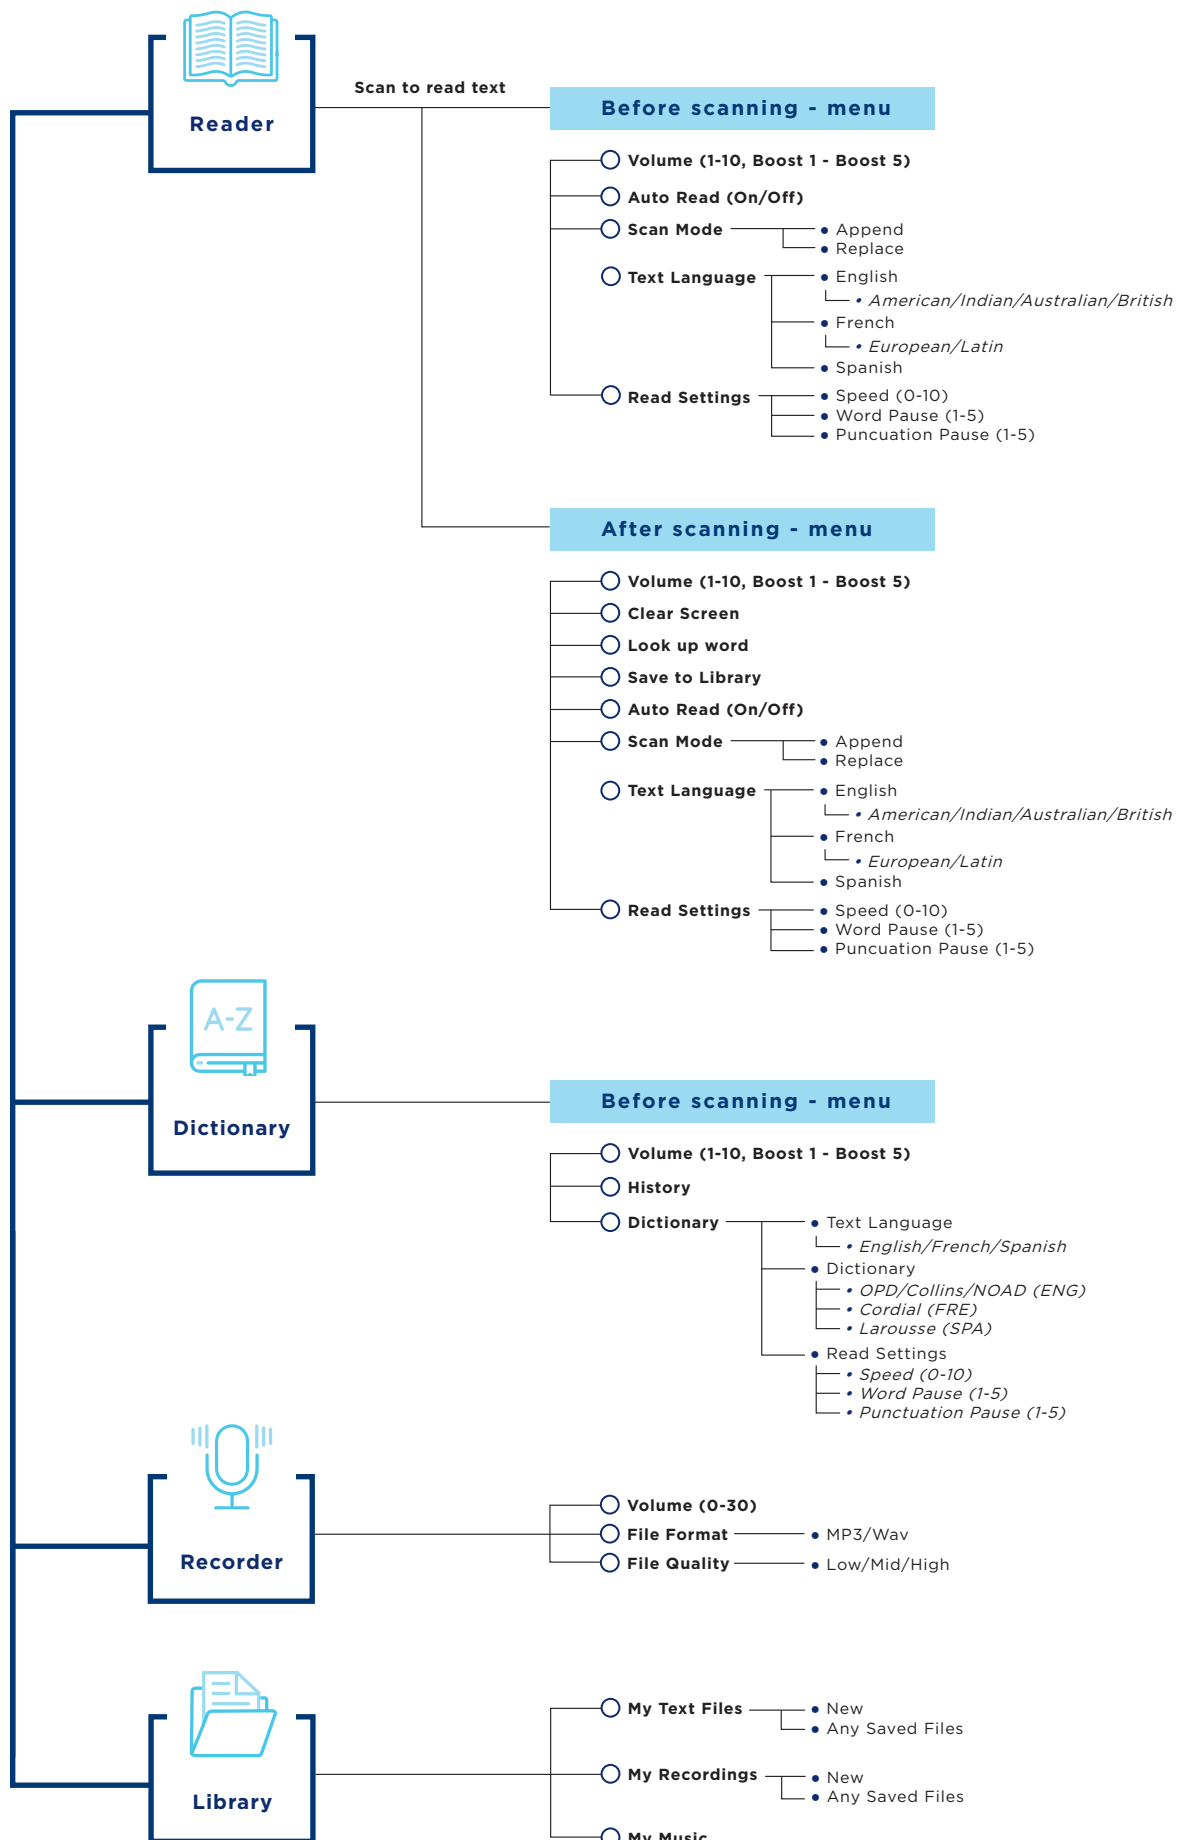 Scan to read text
Reader
Before scanning - menu
Volume (1-10, Boost 1 - Boost 5)
Auto Read (On/Off)
Scan Mode
• Append
• Replace
Text Language
• English
• American/Indian/Australian/British
• French
• European/Latin
• Spanish
Read Settings
• Speed (0-10)
• Word Pause (1-5)
• Puncuation Pause (1-5)
After scanning - menu
Volume (1-10, Boost 1 - Boost 5)
Clear Screen
Look up word
Save to Library
Auto Read (On/Off)
Scan Mode
• Append
• Replace
Text Language
• English
• American/Indian/Australian/British
• French
• European/Latin
• Spanish
Read Settings
• Speed (0-10)
• Word Pause (1-5)
• Puncuation Pause (1-5)
A-Z
Dictionary
Before scanning - menu
Volume (1-10, Boost 1 - Boost 5)
History
Dictionary
• Text Language
• English/French/Spanish
• Dictionary
• OPD/Collins/NOAD (ENG)
• Cordial (FRE)
• Larousse (SPA)
• Read Settings
• Speed (0-10)
• Word Pause (1-5)
• Punctuation Pause (1-5)
Recorder
Volume (0-30)
File Format
• MP3/Wav
File Quality
• Low/Mid/High
Library
My Text Files
• New
• Any Saved Files
My Recordings
• New
• Any Saved Files
My Music